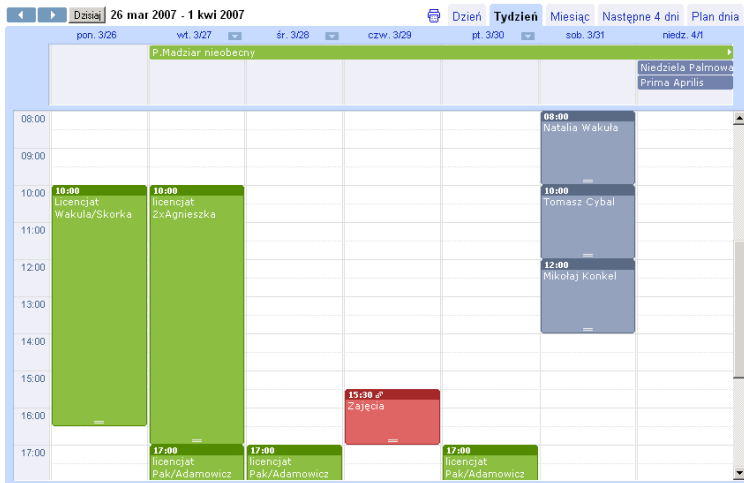 Dzisiaj 26 mar 2007 - 1 kwi 2007 Dzień Tydzień Miesiąc Następne 4 dni Plan dnia
pon. 3/26 wt. 3/27 śr. 3/28 czw. 3/29 pt. 3/30 sob. 3/31 niedz. 4/1
P.Madziar nieobecny
Niedziela Palmowa
Prima Aprilis
08:00
08:00
Natalia Wakuła
09:00
10:00
10:00
Licencjat
Wakula/Skorka
10:00
licencjat
2xAgnieszka
10:00
Tomasz Cybal
11:00
12:00
12:00
Mikołaj Konkel
13:00
14:00
15:00
15:30
Zajęcia
16:00
17:00
17:00
licencjat
Pak/Adamowicz
17:00
licencjat
Pak/Adamowicz
17:00
licencjat
Pak/Adamowicz